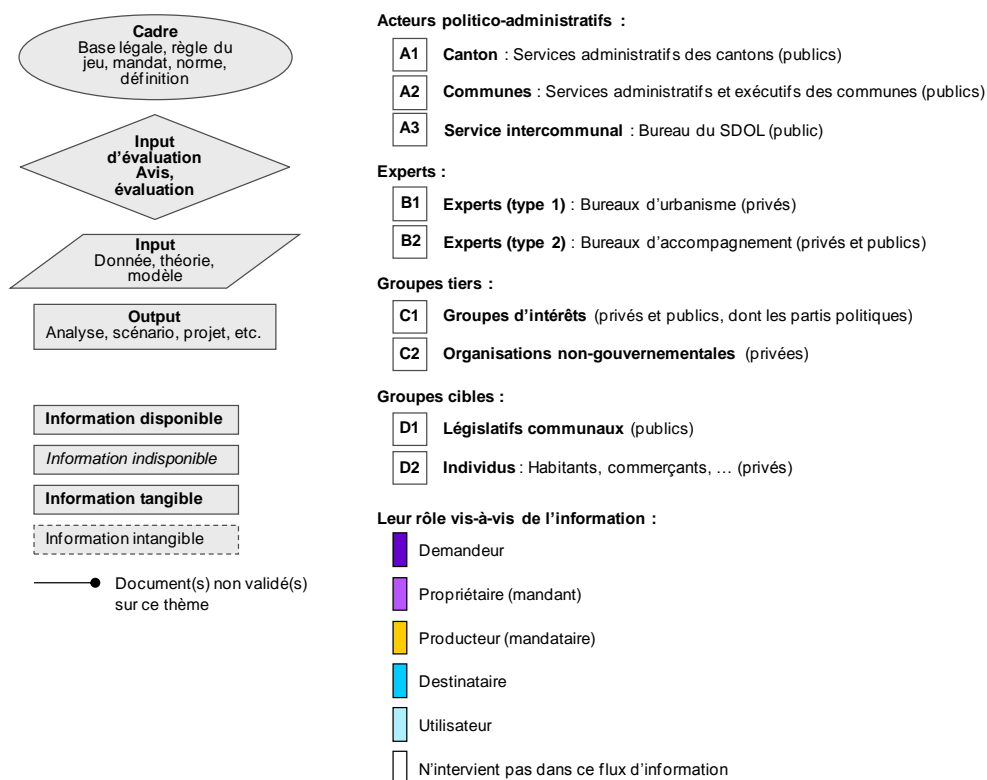 Cadre
Base légale, règle du
jeu, mandat, norme,
définition
Input
d'évaluation
Avis,
évaluation
Input
Donnée, théorie,
modèle
Output
Analyse, scénario, projet, etc.
Information disponible
Information indisponible
Information tangible
Information intangible
Document(s) non validé(s)
sur ce thème
Acteurs politico-administratifs :
A1 Canton : Services administratifs des cantons (publics)
A2 Communes : Services administratifs et exécutifs des communes (publics)
A3 Service intercommunal : Bureau du SDOL (public)
Experts :
B1 Experts (type 1) : Bureaux d'urbanisme (privés)
B2 Experts (type 2) : Bureaux d'accompagnement (privés et publics)
Groupes tiers :
C1 Groupes d'intérêts (privés et publics, dont les partis politiques)
C2 Organisations non-gouvernementales (privées)
Groupes cibles :
D1 Législatifs communaux (publics)
D2 Individus : Habitants, commerçants, … (privés)
Leur rôle vis-à-vis de l'information :
Demandeur
Propriétaire (mandant)
Producteur (mandataire)
Destinataire
Utilisateur
N'intervient pas dans ce flux d'information